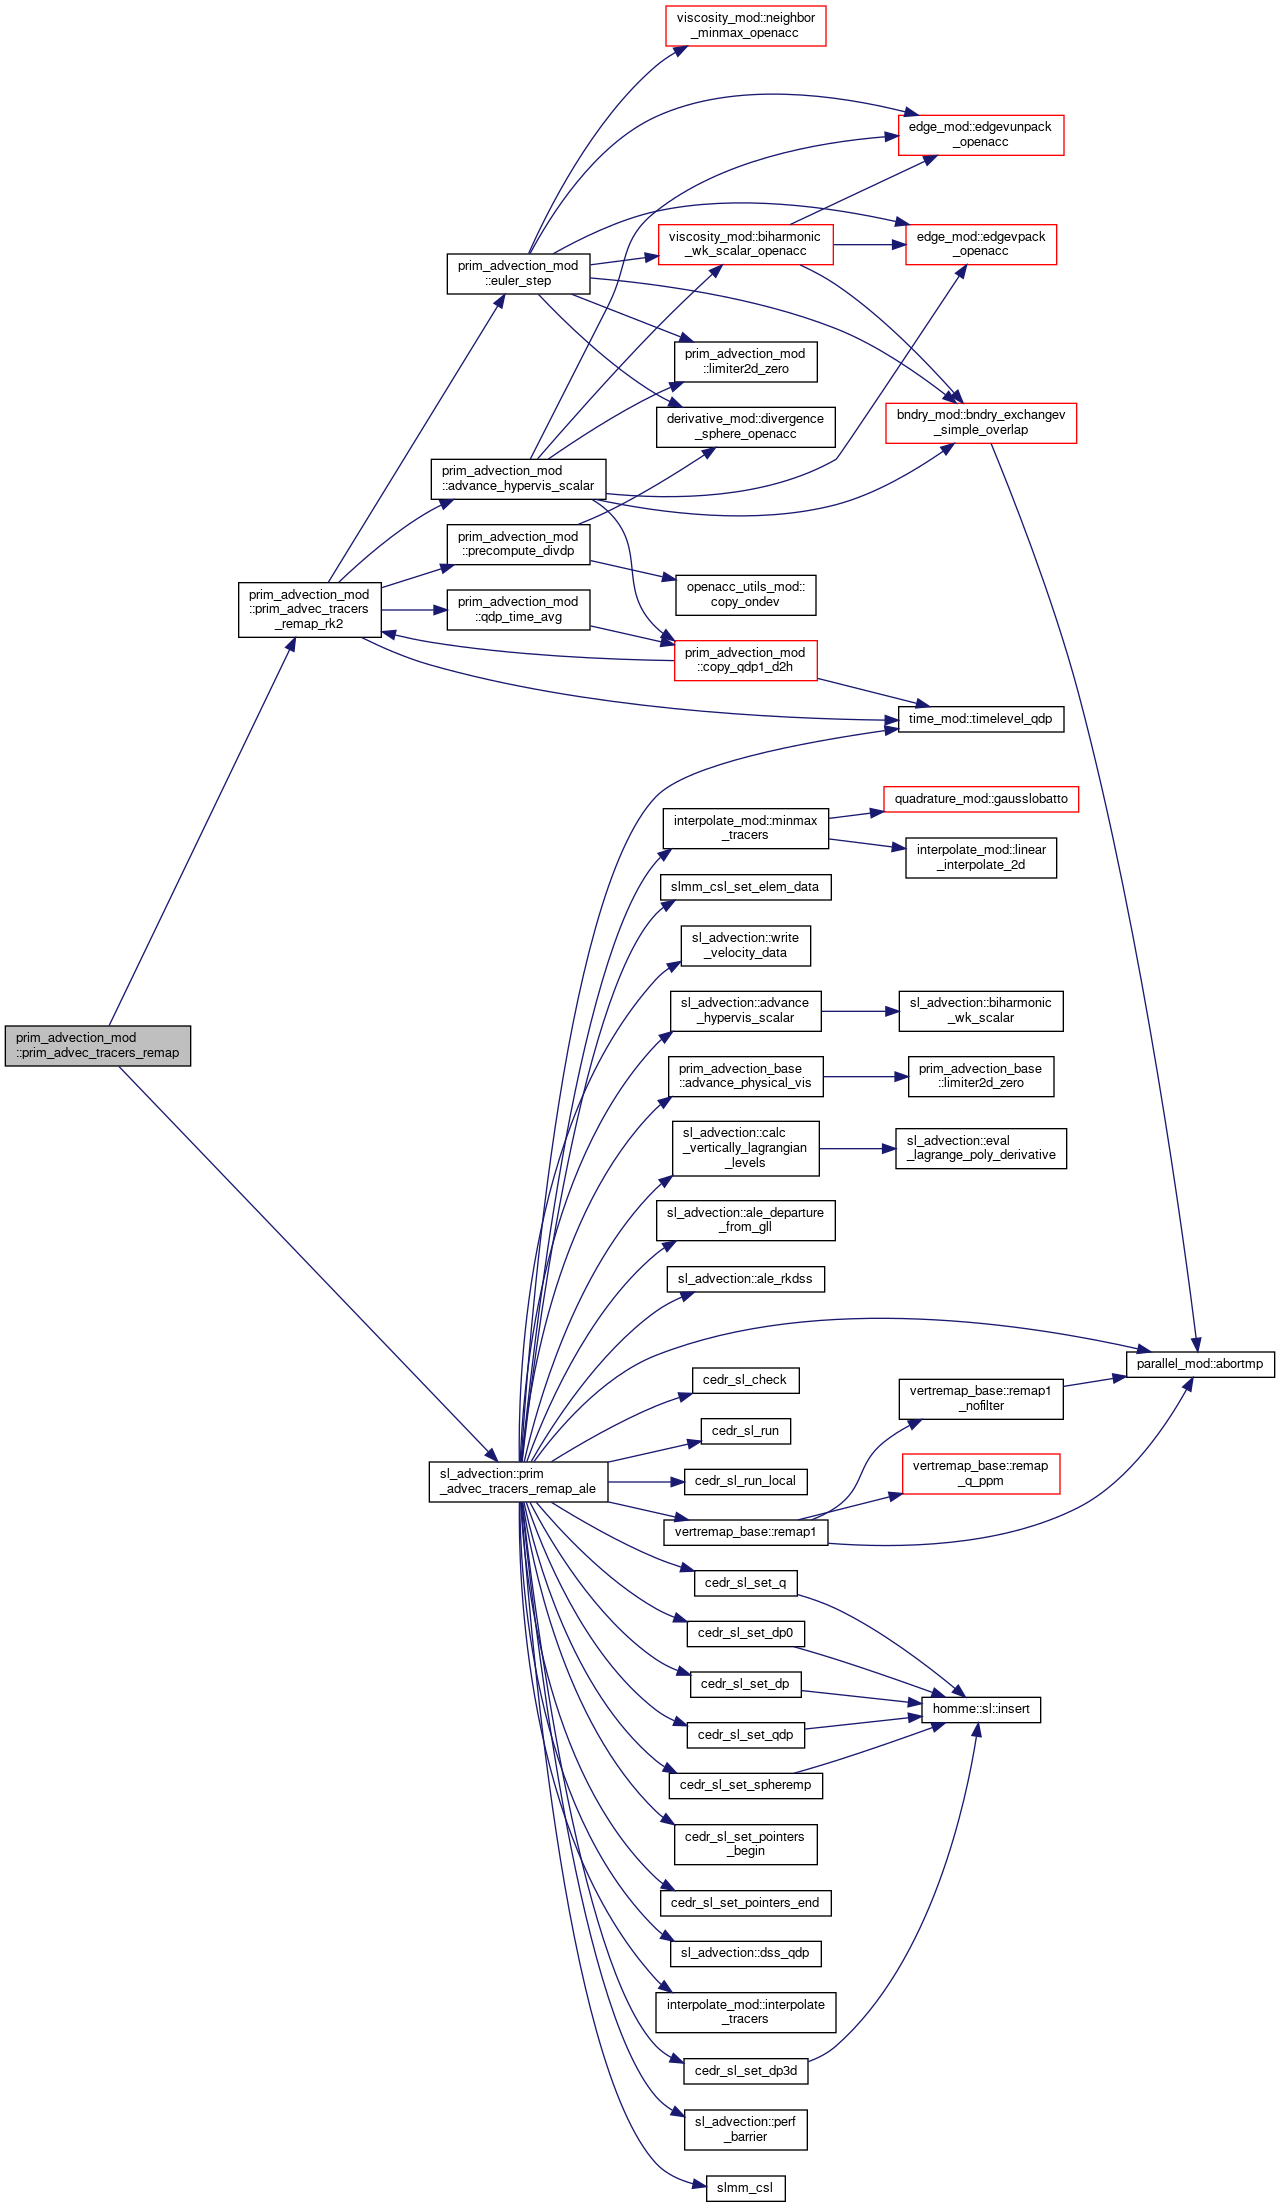 viscosity_mod::neighbor
_minmax_openacc
edge_mod::edgevunpack
_openacc
viscosity_mod::biharmonic
_wk_scalar_openacc
edge_mod::edgevpack
_openacc
prim_advection_mod
::euler_step
prim_advection_mod
::limiter2d_zero
derivative_mod::divergence
_sphere_openacc
bndry_mod::bndry_exchangev
_simple_overlap
prim_advection_mod
::advance_hypervis_scalar
prim_advection_mod
::precompute_divdp
openacc_utils_mod::
copy_ondev
prim_advection_mod
::prim_advec_tracers
_remap_rk2
prim_advection_mod
::qdp_time_avg
prim_advection_mod
::copy_qdp1_d2h
time_mod::timelevel_qdp
quadrature_mod::gausslobatto
interpolate_mod::minmax
_tracers
interpolate_mod::linear
_interpolate_2d
slmm_csl_set_elem_data
sl_advection::write
_velocity_data
sl_advection::advance
_hypervis_scalar
sl_advection::biharmonic
_wk_scalar
prim_advection_mod
::prim_advec_tracers_remap
prim_advection_base
::advance_physical_vis
prim_advection_base
::limiter2d_zero
sl_advection::calc
_vertically_lagrangian
_levels
sl_advection::eval
_lagrange_poly_derivative
sl_advection::ale_departure
_from_gll
sl_advection::ale_rkdss
parallel_mod::abortmp
cedr_sl_check
vertremap_base::remap1
_nofilter
cedr_sl_run
sl_advection::prim
_advec_tracers_remap_ale
cedr_sl_run_local
vertremap_base::remap
_q_ppm
vertremap_base::remap1
cedr_sl_set_q
cedr_sl_set_dp0
cedr_sl_set_dp
homme::sl::insert
cedr_sl_set_qdp
cedr_sl_set_spheremp
cedr_sl_set_pointers
_begin
cedr_sl_set_pointers_end
sl_advection::dss_qdp
interpolate_mod::interpolate
_tracers
cedr_sl_set_dp3d
sl_advection::perf
_barrier
slmm_csl